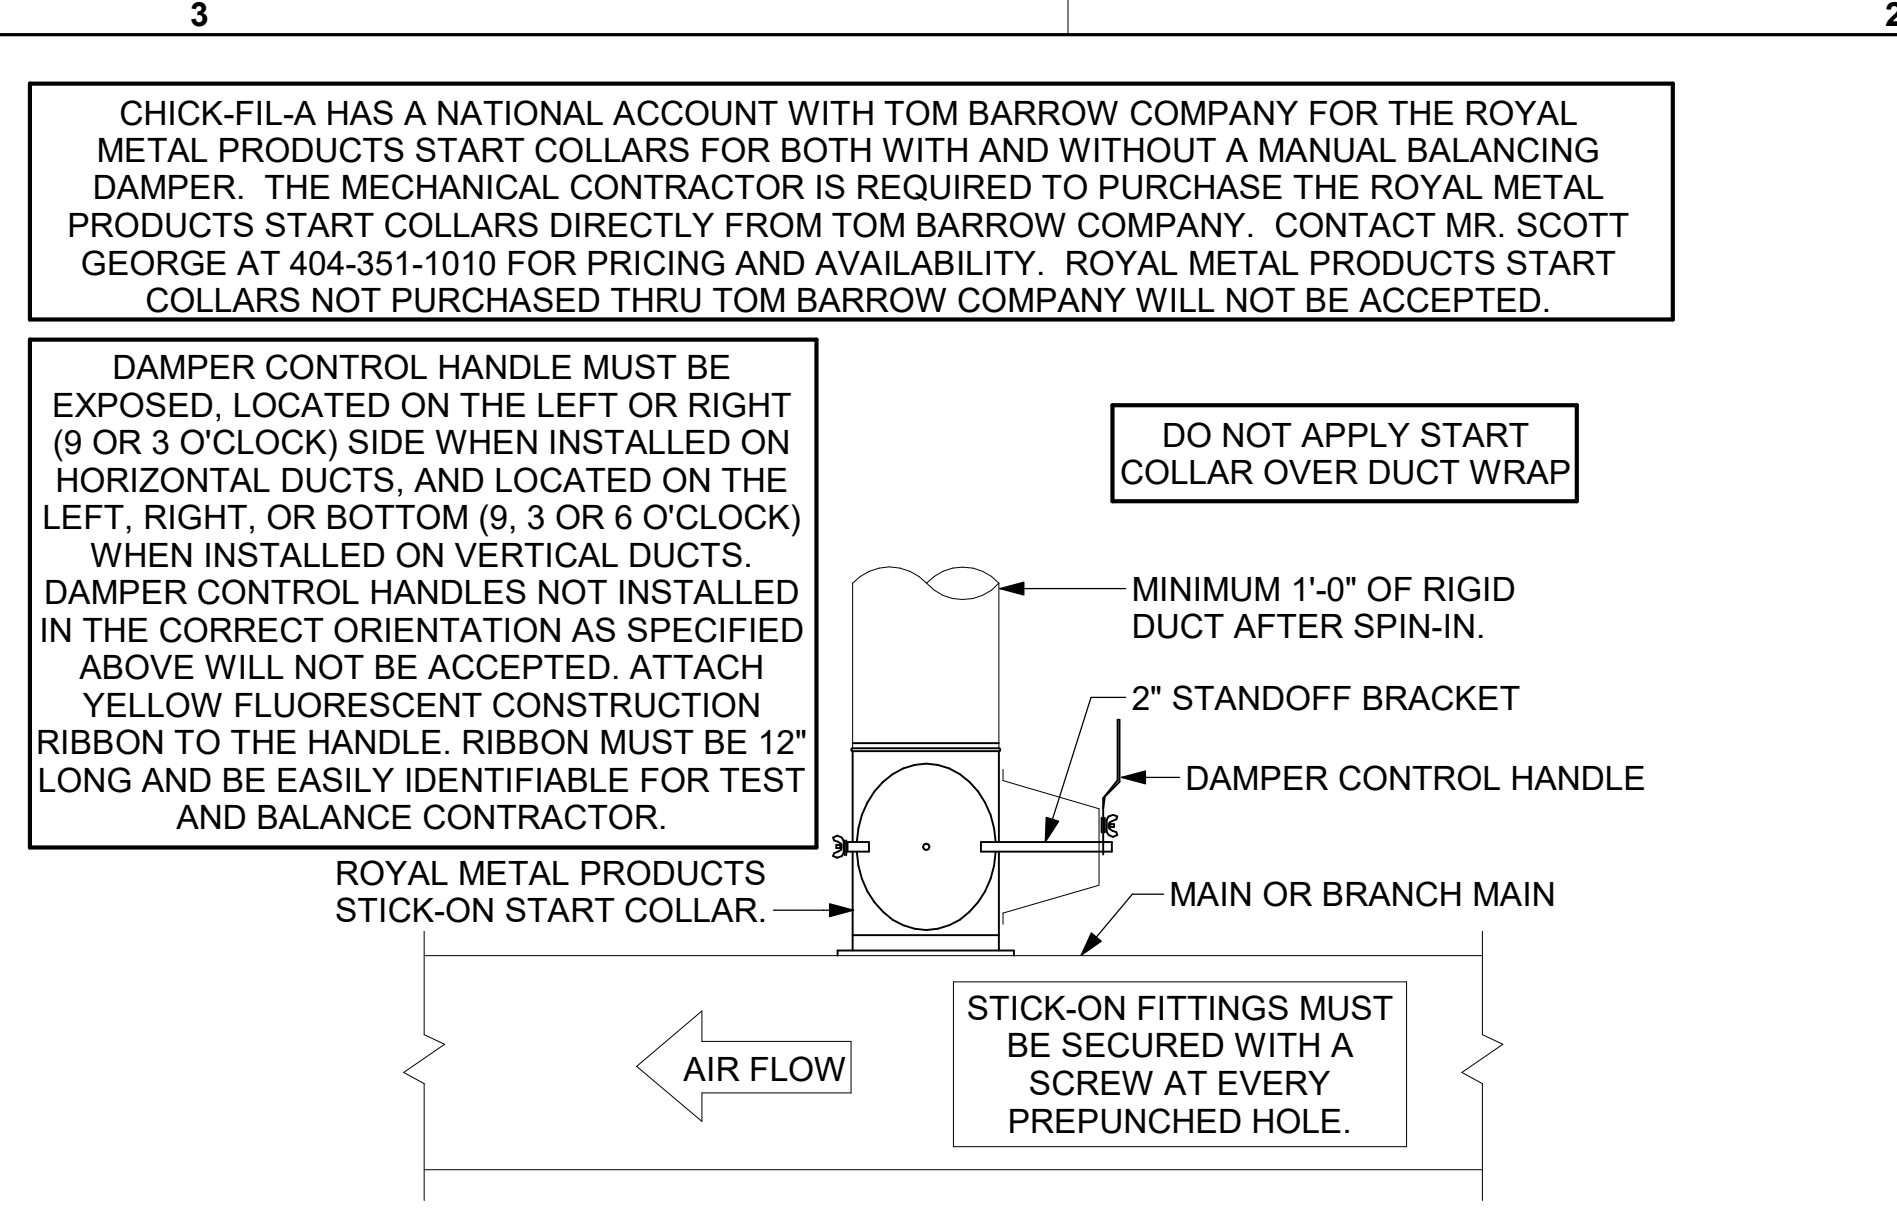 3
2
CHICK-FIL-A HAS A NATIONAL ACCOUNT WITH TOM BARROW COMPANY FOR THE ROYAL
METAL PRODUCTS START COLLARS FOR BOTH WITH AND WITHOUT A MANUAL BALANCING
DAMPER.  THE MECHANICAL CONTRACTOR IS REQUIRED TO PURCHASE THE ROYAL METAL
PRODUCTS START COLLARS DIRECTLY FROM TOM BARROW COMPANY.  CONTACT MR. SCOTT
GEORGE AT 404-351-1010 FOR PRICING AND AVAILABILITY.  ROYAL METAL PRODUCTS START
COLLARS NOT PURCHASED THRU TOM BARROW COMPANY WILL NOT BE ACCEPTED.
DAMPER CONTROL HANDLE MUST BE
EXPOSED, LOCATED ON THE LEFT OR RIGHT
(9 OR 3 O'CLOCK) SIDE WHEN INSTALLED ON
HORIZONTAL DUCTS, AND LOCATED ON THE
LEFT, RIGHT, OR BOTTOM (9, 3 OR 6 O'CLOCK)
WHEN INSTALLED ON VERTICAL DUCTS.
DAMPER CONTROL HANDLES NOT INSTALLED
IN THE CORRECT ORIENTATION AS SPECIFIED
ABOVE WILL NOT BE ACCEPTED. ATTACH
YELLOW FLUORESCENT CONSTRUCTION
RIBBON TO THE HANDLE. RIBBON MUST BE 12"
LONG AND BE EASILY IDENTIFIABLE FOR TEST
AND BALANCE CONTRACTOR.
DO NOT APPLY START
COLLAR OVER DUCT WRAP
MINIMUM 1'-0" OF RIGID
DUCT AFTER SPIN-IN.
2" STANDOFF BRACKET
DAMPER CONTROL HANDLE
ROYAL METAL PRODUCTS
STICK-ON START COLLAR.
MAIN OR BRANCH MAIN
STICK-ON FITTINGS MUST
BE SECURED WITH A
SCREW AT EVERY
PREPUNCHED HOLE.
AIR FLOW